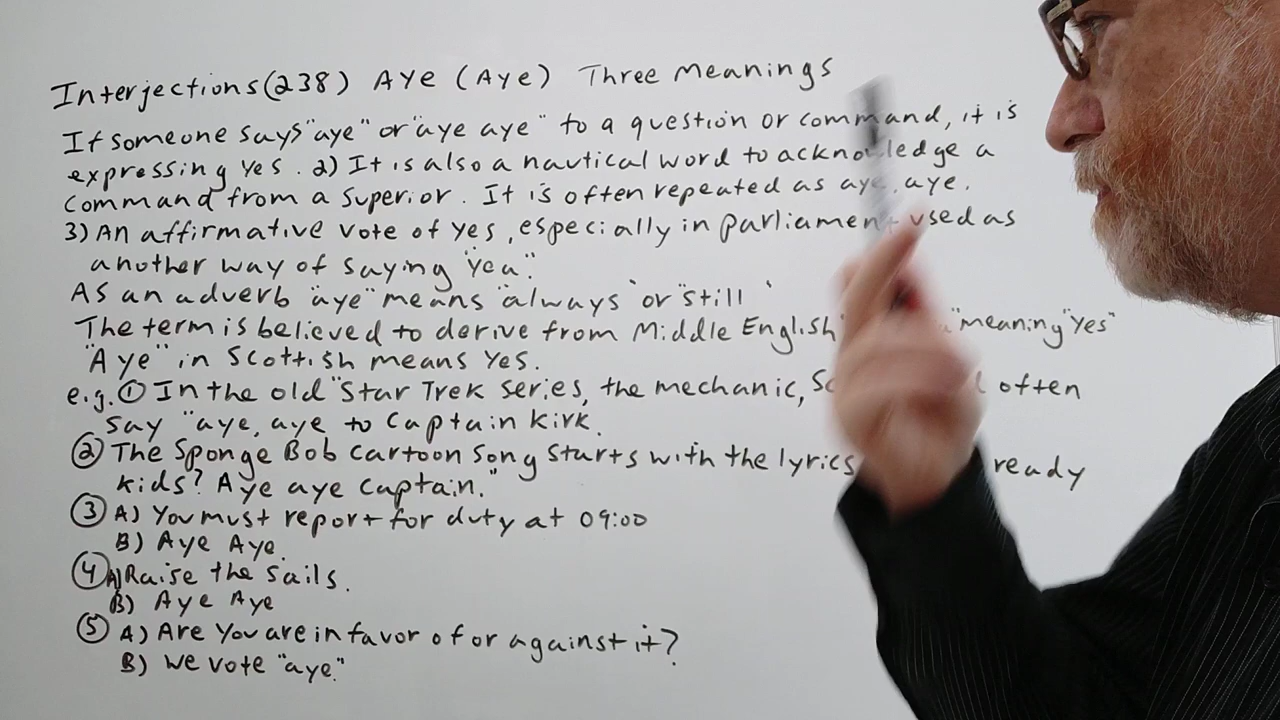 Interjections(238) AYe (Aye) Three Meanings
If someone says "aye" or "aye aye" to a question or command, it is
expressing Yes. 2) It is also a nautical word to acknowledge a
command from a superior. It is often repeated as aye, aye.
3) An affirmative vote of yes, especially in parliament used as
another way of saying "yea".
As an adverb "aye" means "always" or "still"
The term is believed to derive from Middle English "meaning "Yes"
"Aye" in Scottish means Yes.
e.g. ① In the old "Star Trek series, the mechanic, often
say "aye, aye to Captain Kirk.
② The Sponge Bob cartoon song starts with the lyrics ready
kids? Aye aye captain."
③ A) You must report for duty at 09:00
B) Aye Aye.
④ A) Raise the sails.
B) Aye Aye
⑤ A) Are You are in favor of or against it?
B) We vote "aye."